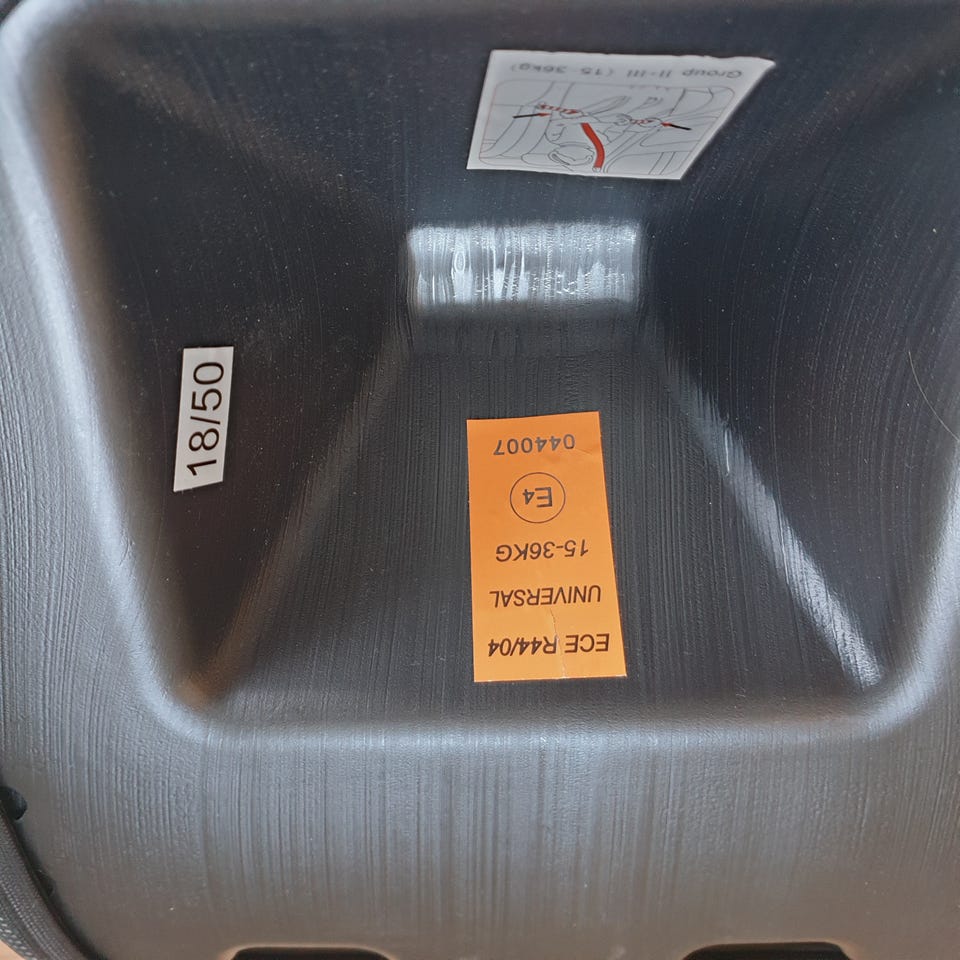 Group II-III (15-36kg)
18/50
ECE R44/04
UNIVERSAL
15-36KG
E4
044007